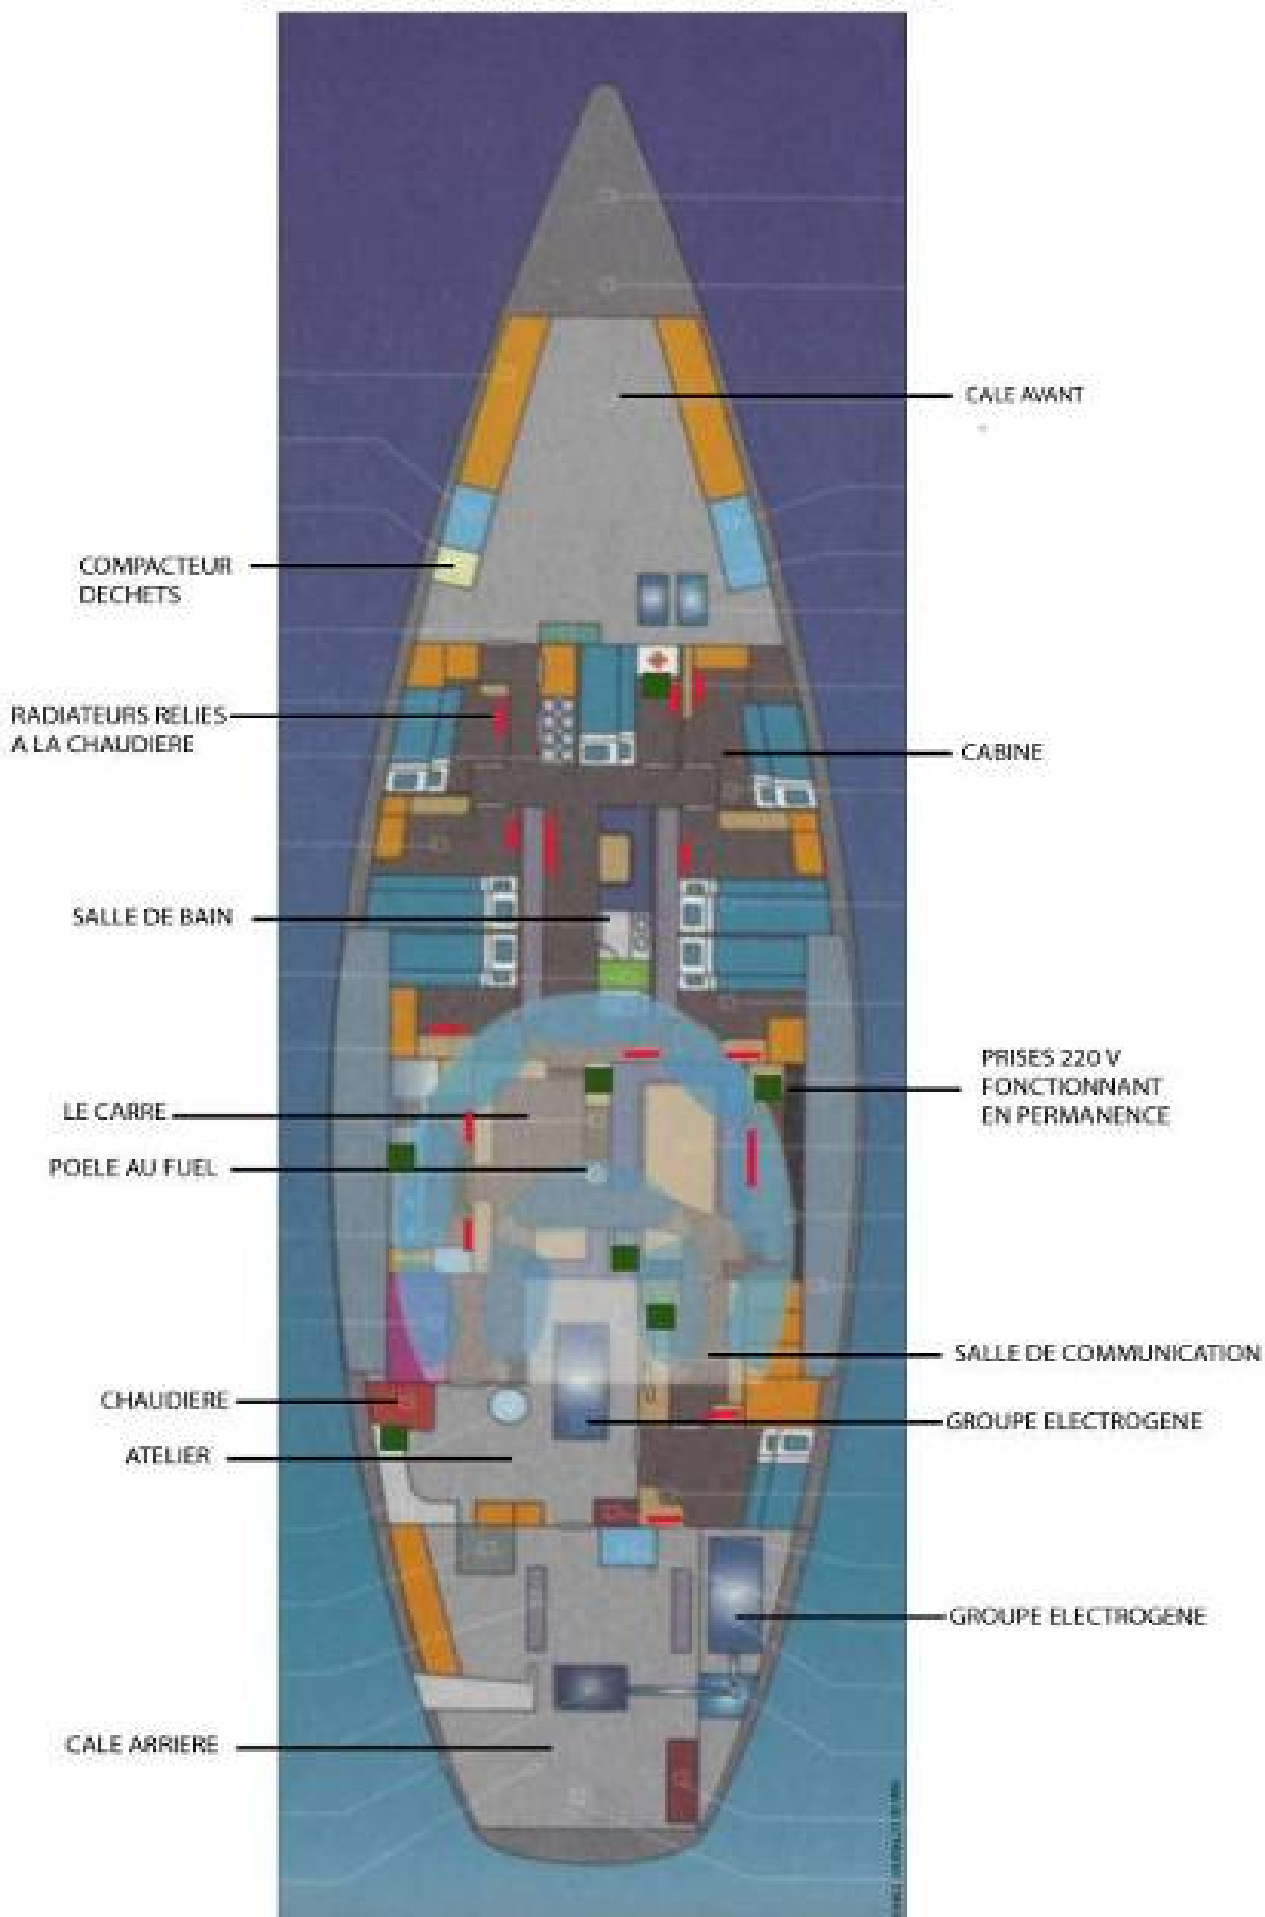 CALE AVANT
COMPACTEUR
DECHETS
RADIATEURS RELIES
A LA CHAUDIERE
CABINE
SALLE DE BAIN
PRISES 220 V
FONCTIONNANT
EN PERMANENCE
LE CARRE
POELE AU FUEL
SALLE DE COMMUNICATION
CHAUDIERE
GROUPE ELECTROGENE
ATELIER
GROUPE ELECTROGENE
CALE ARRIERE